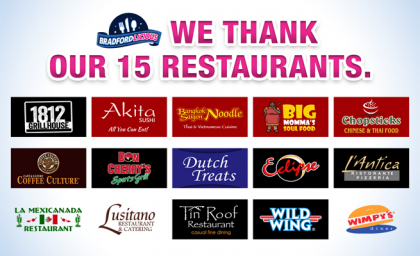 BRADFORDLICIOUS
WE THANK
OUR 15 RESTAURANTS.
1812
GRILLHOUSE
Akita
SUSHI
All You Can Eat!
Bangkok
Saigon Noodle
Thai & Vietnamese Cuisine
BIG
MOMMA'S
SOUL FOOD
Chopsticks
CHINESE & THAI FOOD
COFFEE CULTURE
DON
CHERRY'S
Sports Grill
Dutch
Treats
Eclipse
L'Antica
RISTORANTE
PIZZERIA
LA MEXICANADA
RESTAURANT
Lusitano
RESTAURANT
& CATERING
Tin Roof
Restaurant
casual fine dining
WILD
WING
WIMPY'S
diner